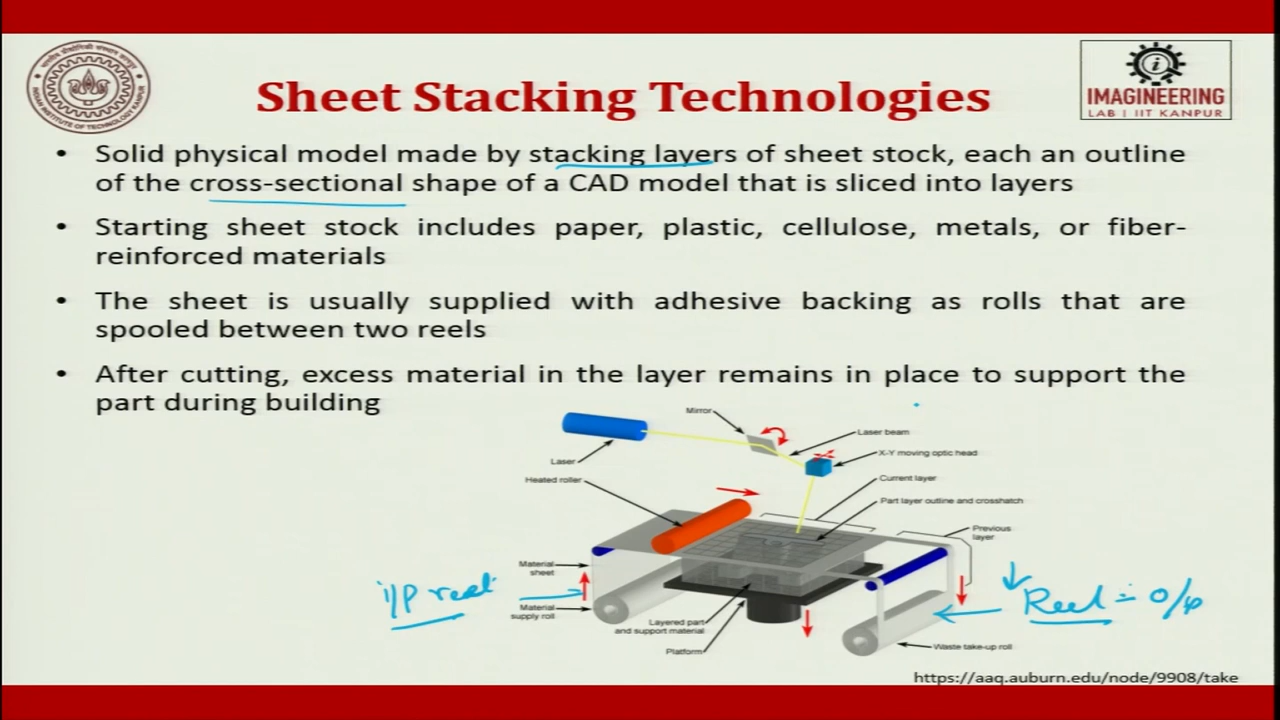 Sheet Stacking Technologies
IMAGINEERING
LAB | IIT KANPUR
• Solid physical model made by stacking layers of sheet stock, each an outline
of the cross-sectional shape of a CAD model that is sliced into layers
• Starting sheet stock includes paper, plastic, cellulose, metals, or fiber-
reinforced materials
• The sheet is usually supplied with adhesive backing as rolls that are
spooled between two reels
• After cutting, excess material in the layer remains in place to support the
part during building
Mirror
Laser beam
X-Y moving optic head
Laser
Heated roller
Current layer
Part layer outline and crosshatch
Previous
layer
Material
sheet
i/p reel
Material
supply roll
Reel = o/p
Layered part
and support material
Platform
Waste take-up roll
https://aaq.auburn.edu/node/9908/take